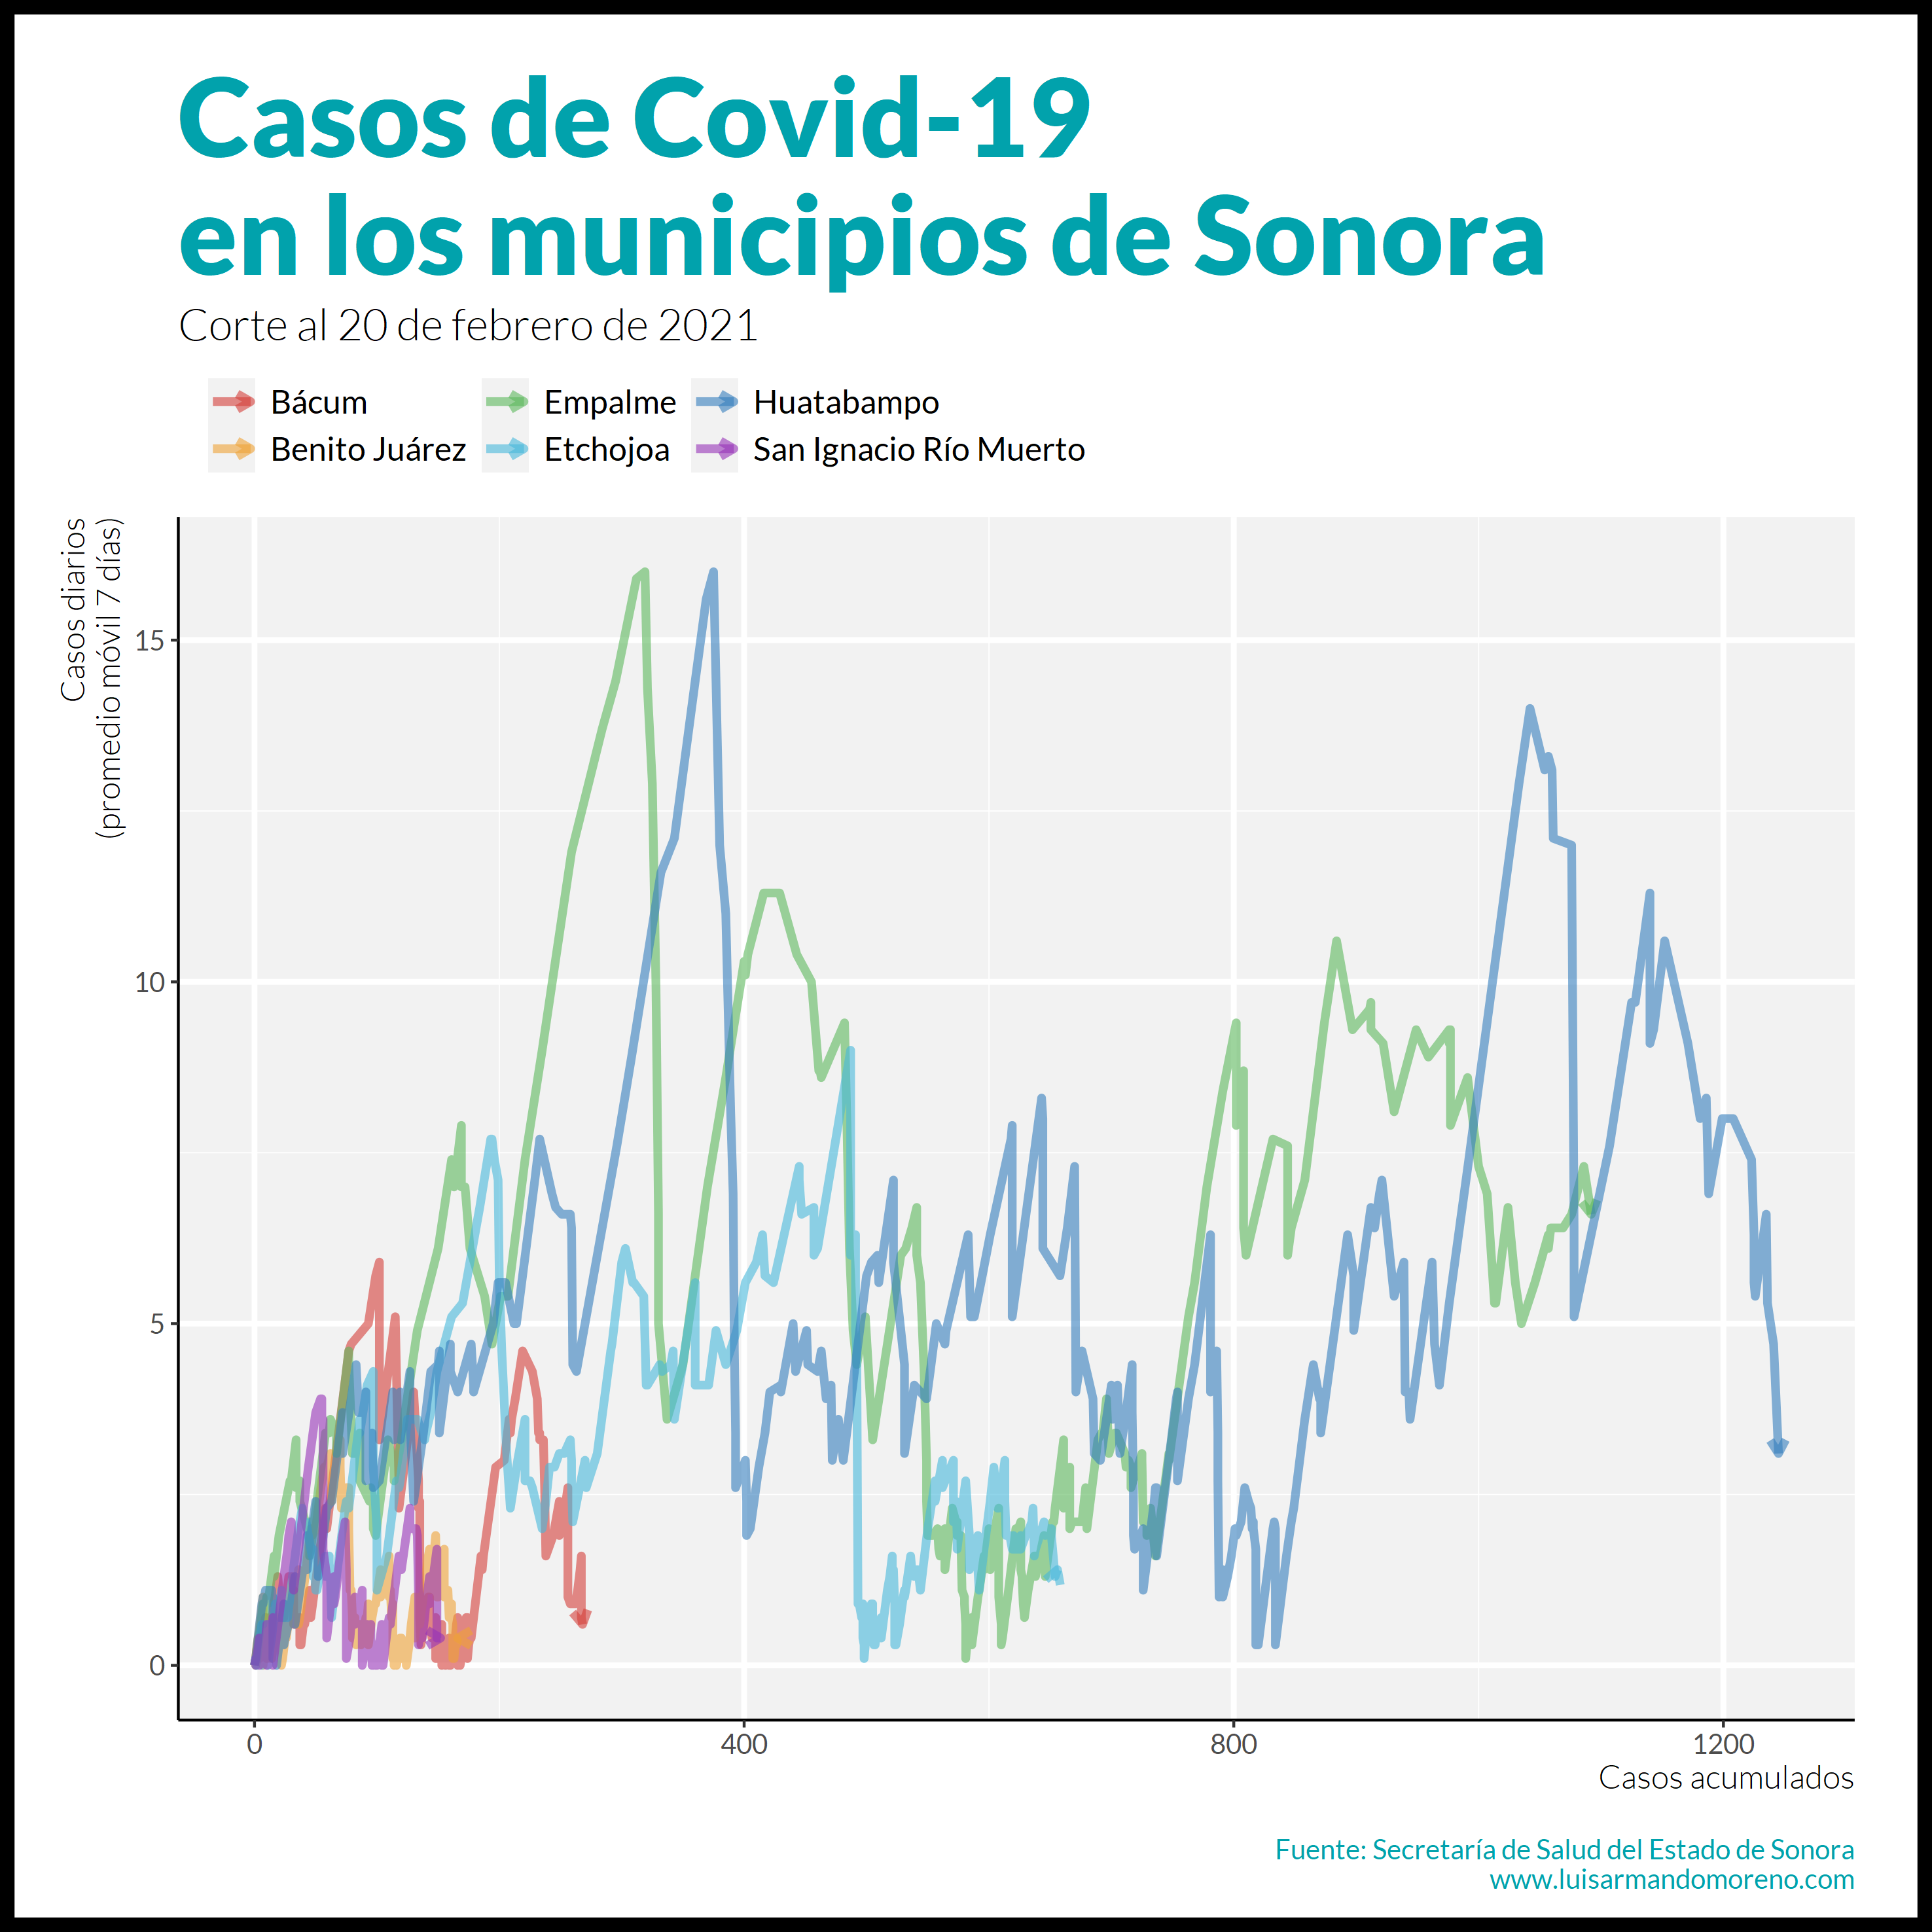 Casos de Covid-19
en los municipios de Sonora
Corte al 20 de febrero de 2021
Bácum
Empalme
Huatabampo
Benito Juárez
Etchojoa
San Ignacio Río Muerto
Casos diarios
(promedio móvil 7 días)
15
10
5
0
0
400
800
1200
Casos acumulados
Fuente: Secretaría de Salud del Estado de Sonora
www.luisarmandomoreno.com